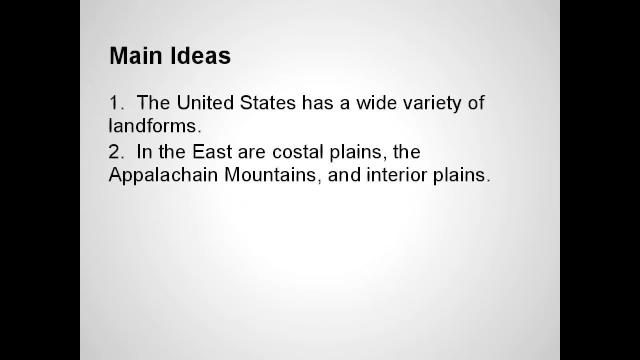 Main Ideas
1. The United States has a wide variety of
landforms.
2. In the East are costal plains, the
Appalachain Mountains, and interior plains.